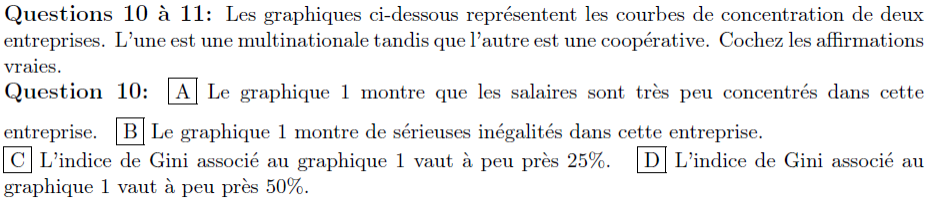 Questions 10 à 11: Les graphiques ci-dessous représentent les courbes de concentration de deux
entreprises. L'une est une multinationale tandis que l'autre est une coopérative. Cochez les affirmations
vraies.
Question 10: A Le graphique 1 montre que les salaires sont très peu concentrés dans cette
entreprise. B Le graphique 1 montre de sérieuses inégalités dans cette entreprise.
C L'indice de Gini associé au graphique 1 vaut à peu près 25%. D L'indice de Gini associé au
graphique 1 vaut à peu près 50%.